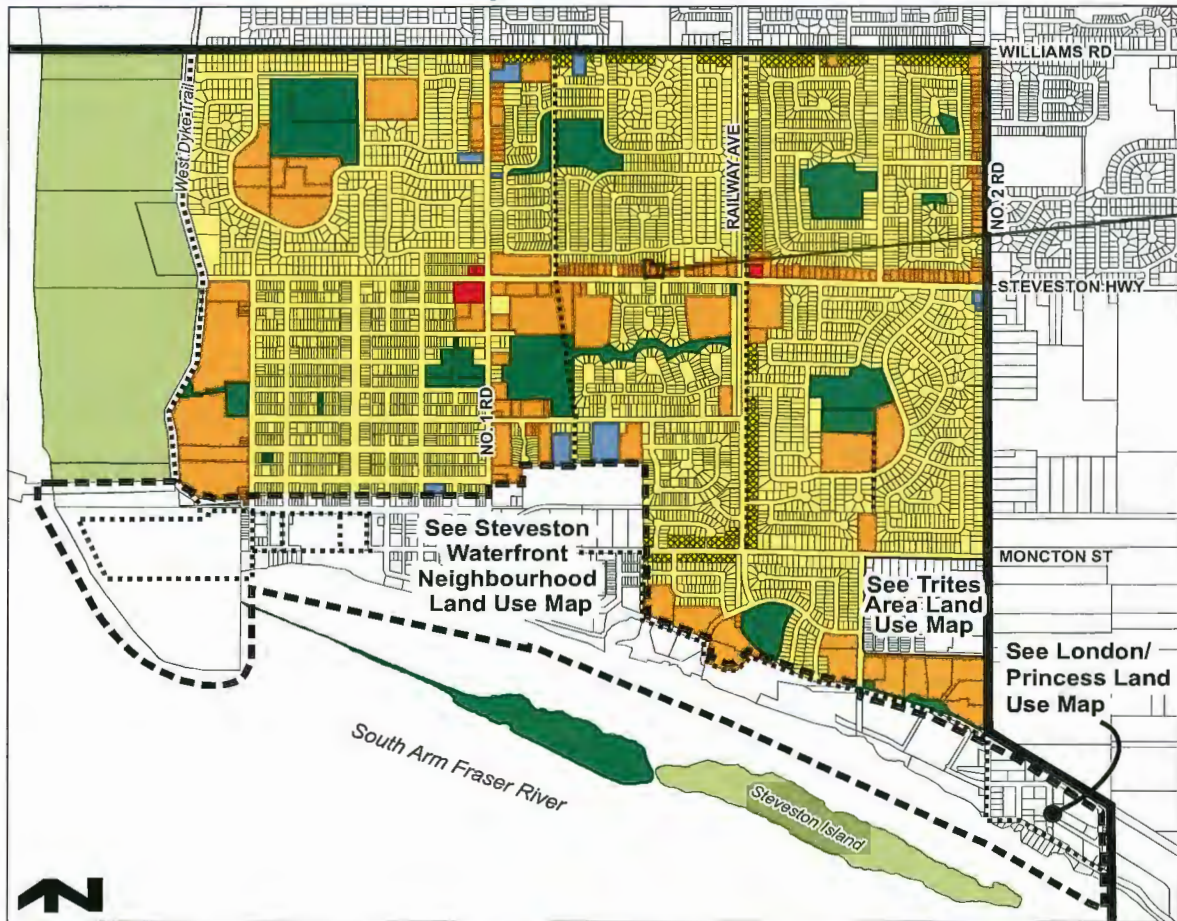 WILLIAMS RD
West Dyke Trail
RAILWAY AVE
NO. 2 RD
STEVESTON HWY
NO. 1 RD
See Steveston
Waterfront
Neighbourhood
Land Use Map
MONCTON ST
See Trites
Area Land
Use Map
See London/
Princess Land
Use Map
South Arm Fraser River
Steveston Island